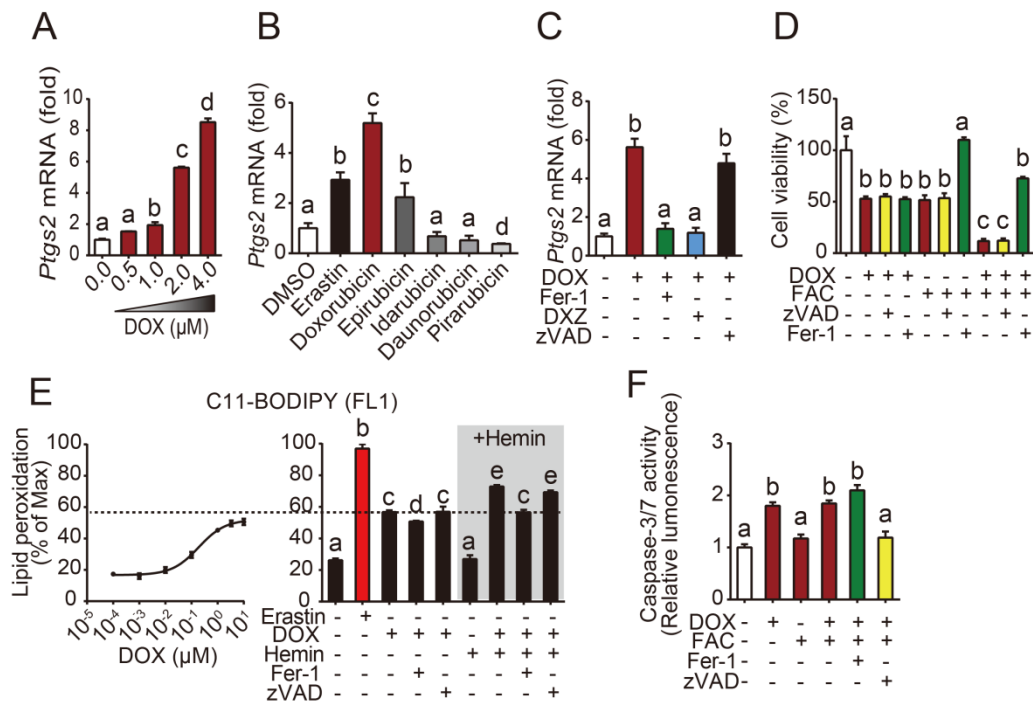 A
Ptgs2 mRNA (fold)
10
8
6
4
2
0
a
a
b
c
d
0.0
0.5
1.0
2.0
4.0
DOX (µM)
B
Ptgs2 mRNA (fold)
6
4
2
0
a
b
c
b
a
a
d
DMSO
Erastin
Doxorubicin
Epirubicin
Idarubicin
Daunorubicin
Pirarubicin
C
Ptgs2 mRNA (fold)
8
6
4
2
0
a
b
a
a
b
DOX - + + + +
Fer-1 - - + - -
DXZ - - - + -
zVAD - - - - +
D
Cell viability (%)
150
100
50
0
a
b
b
b
b
b
a
c
c
b
DOX - + + + - - - + + +
FAC - - - - + + + + + +
zVAD - - + - - + - - + -
Fer-1 - - - + - - + - - +
E
C11-BODIPY (FL1)
Lipid peroxidation
(% of Max)
100
80
60
40
20
0
10-5
10-4
10-3
10-2
10-1
100
101
DOX (µM)
100
80
60
40
20
0
+Hemin
a
b
c
d
c
a
e
c
e
Erastin - + - - - - - - -
DOX - - + + + - + + +
Hemin - - - - - + + + +
Fer-1 - - - + - - - + -
zVAD - - - - + - - - +
F
Caspase-3/7 activity
(Relative lumonescence)
3
2
1
0
a
b
a
b
b
a
DOX - + - + + +
FAC - - + + + +
Fer-1 - - - - + -
zVAD - - - - - +